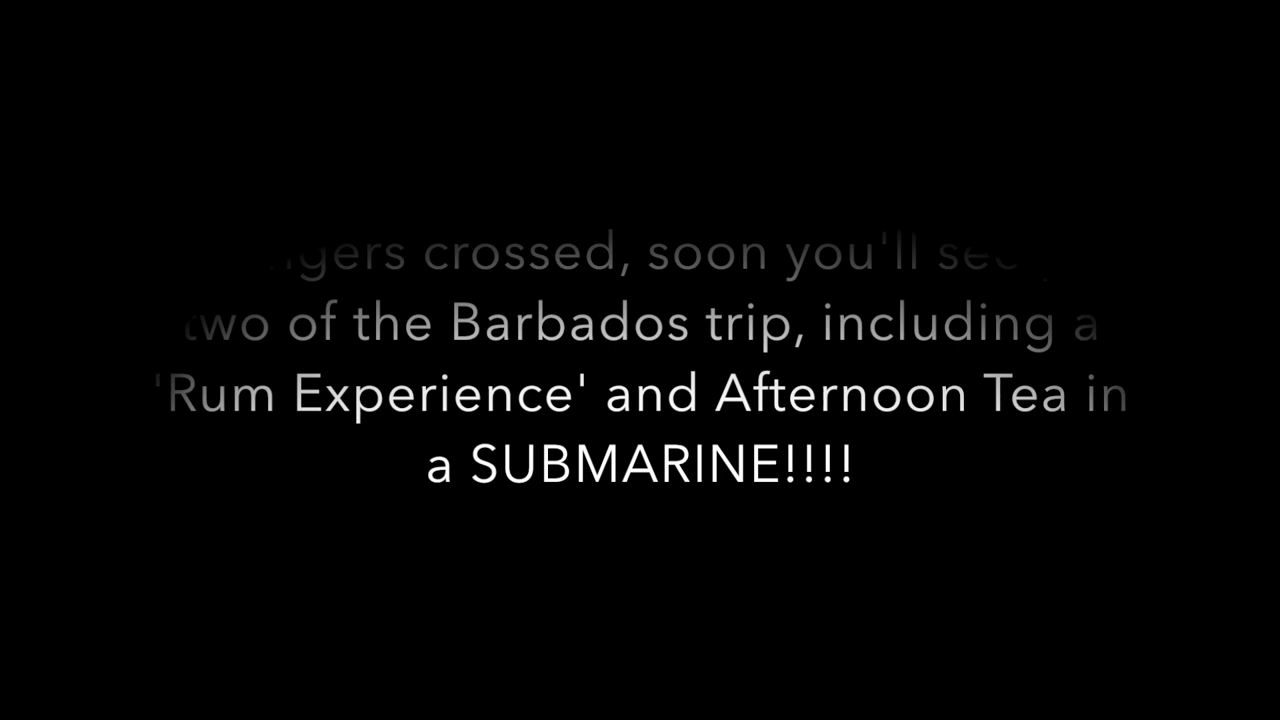 crossed, soon you'll
two of the Barbados trip, including a
'Rum Experience' and Afternoon Tea in
a SUBMARINE!!!!